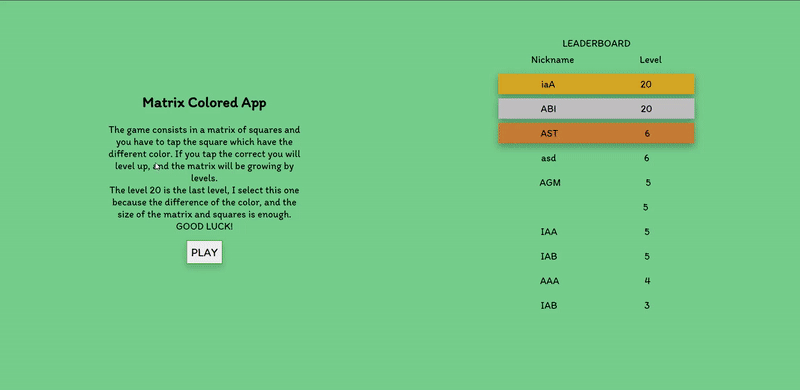 Matrix Colored App
The game consists in a matrix of squares and
you have to tap the square which have the
different color. If you tap the correct you will
level up, and the matrix will be growing by
levels.
The level 20 is the last level, I select this one
because the difference of the color, and the
size of the matrix and squares is enough.
GOOD LUCK!
PLAY
LEADERBOARD
Nickname Level
iaA 20
ABI 20
AST 6
asd 6
AGM 5
5
IAA 5
IAB 5
AAA 4
IAB 3